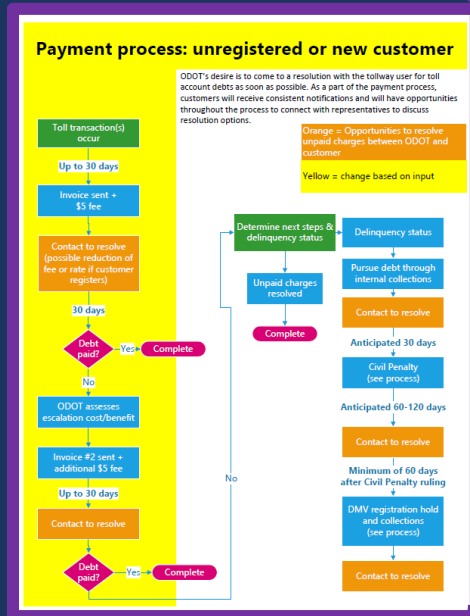 Payment process: unregistered or new customer
ODOT's desire is to come to a resolution with the tollway user for toll
account debts as soon as possible. As a part of the payment process,
customers will receive consistent notifications and will have opportunities
throughout the process to connect with representatives to discuss
resolution options.
Orange = Opportunities to resolve
unpaid charges between ODOT and
customer
Yellow = change based on input
Toll transaction(s)
occur
Up to 30 days
Invoice sent +
$5 fee
Contact to resolve
(possible reduction of
fee or rate if customer
registers)
30 days
Debt
paid?
Yes
Complete
No
ODOT assesses
escalation cost/benefit
Invoice #2 sent +
additional $5 fee
Up to 30 days
Contact to resolve
Debt
paid?
Yes
Complete
No
Determine next steps &
delinquency status
Unpaid charges
resolved
Complete
Delinquency status
Pursue debt through
internal collections
Contact to resolve
Anticipated 30 days
Civil Penalty
(see process)
Anticipated 60-120 days
Contact to resolve
Minimum of 60 days
after Civil Penalty ruling
DMV registration hold
and collections
(see process)
Contact to resolve